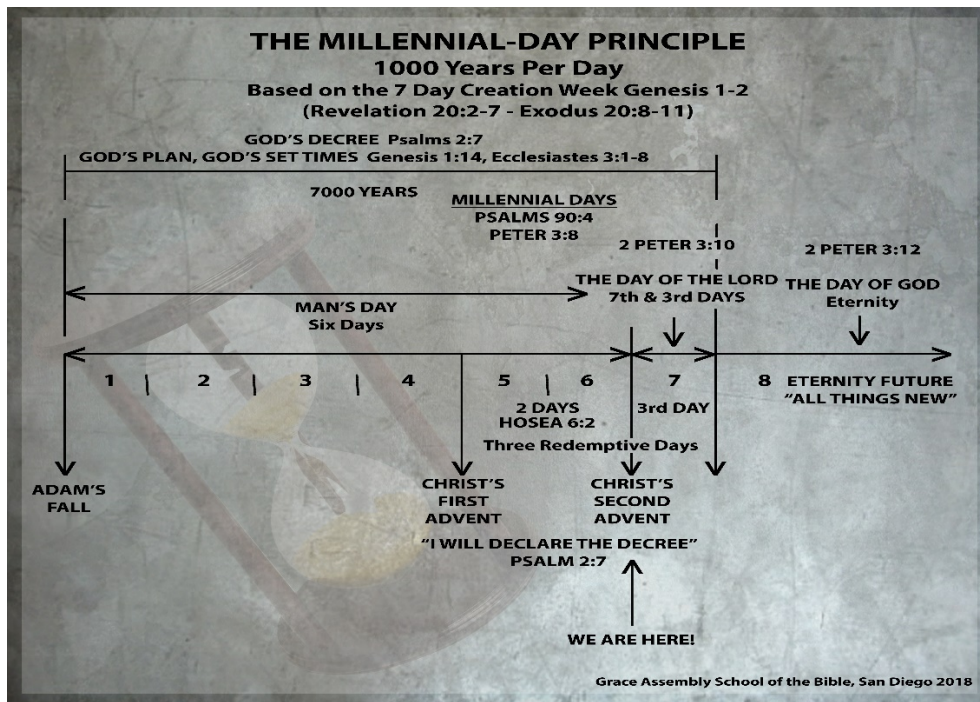 THE MILLENNIAL-DAY PRINCIPLE
1000 Years Per Day
Based on the 7 Day Creation Week Genesis 1-2
(Revelation 20:2-7 - Exodus 20:8-11)
GOD'S DECREE Psalms 2:7
GOD'S PLAN, GOD'S SET TIMES Genesis 1:14, Ecclesiastes 3:1-8
7000 YEARS
MILLENNIAL DAYS
PSALMS 90:4
PETER 3:8
2 PETER 3:10
2 PETER 3:12
THE DAY OF THE LORD
7th & 3rd DAYS
THE DAY OF GOD
Eternity
MAN'S DAY
Six Days
1 2 3 4 5 6 7 8 ETERNITY FUTURE
"ALL THINGS NEW"
2 DAYS
HOSEA 6:2
3rd DAY
Three Redemptive Days
ADAM'S
FALL
CHRIST'S
FIRST
ADVENT
CHRIST'S
SECOND
ADVENT
"I WILL DECLARE THE DECREE"
PSALM 2:7
WE ARE HERE!
Grace Assembly School of the Bible, San Diego 2018